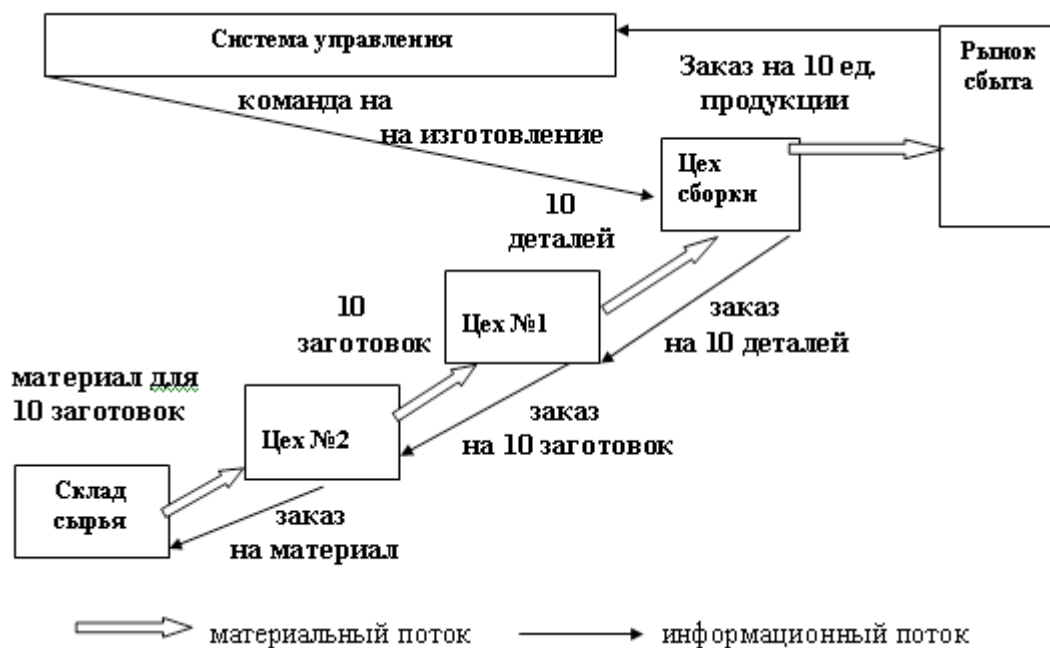 Система управления
Рынок
сбыта
Заказ на 10 ед.
продукции
команда на
на изготовление
Цех
сборки
10
деталей
Цех №1
заказ
на 10 деталей
10
заготовок
материал для
10 заготовок
Цех №2
заказ
на 10 заготовок
Склад
сырья
заказ
на материал
материальный поток
информационный поток